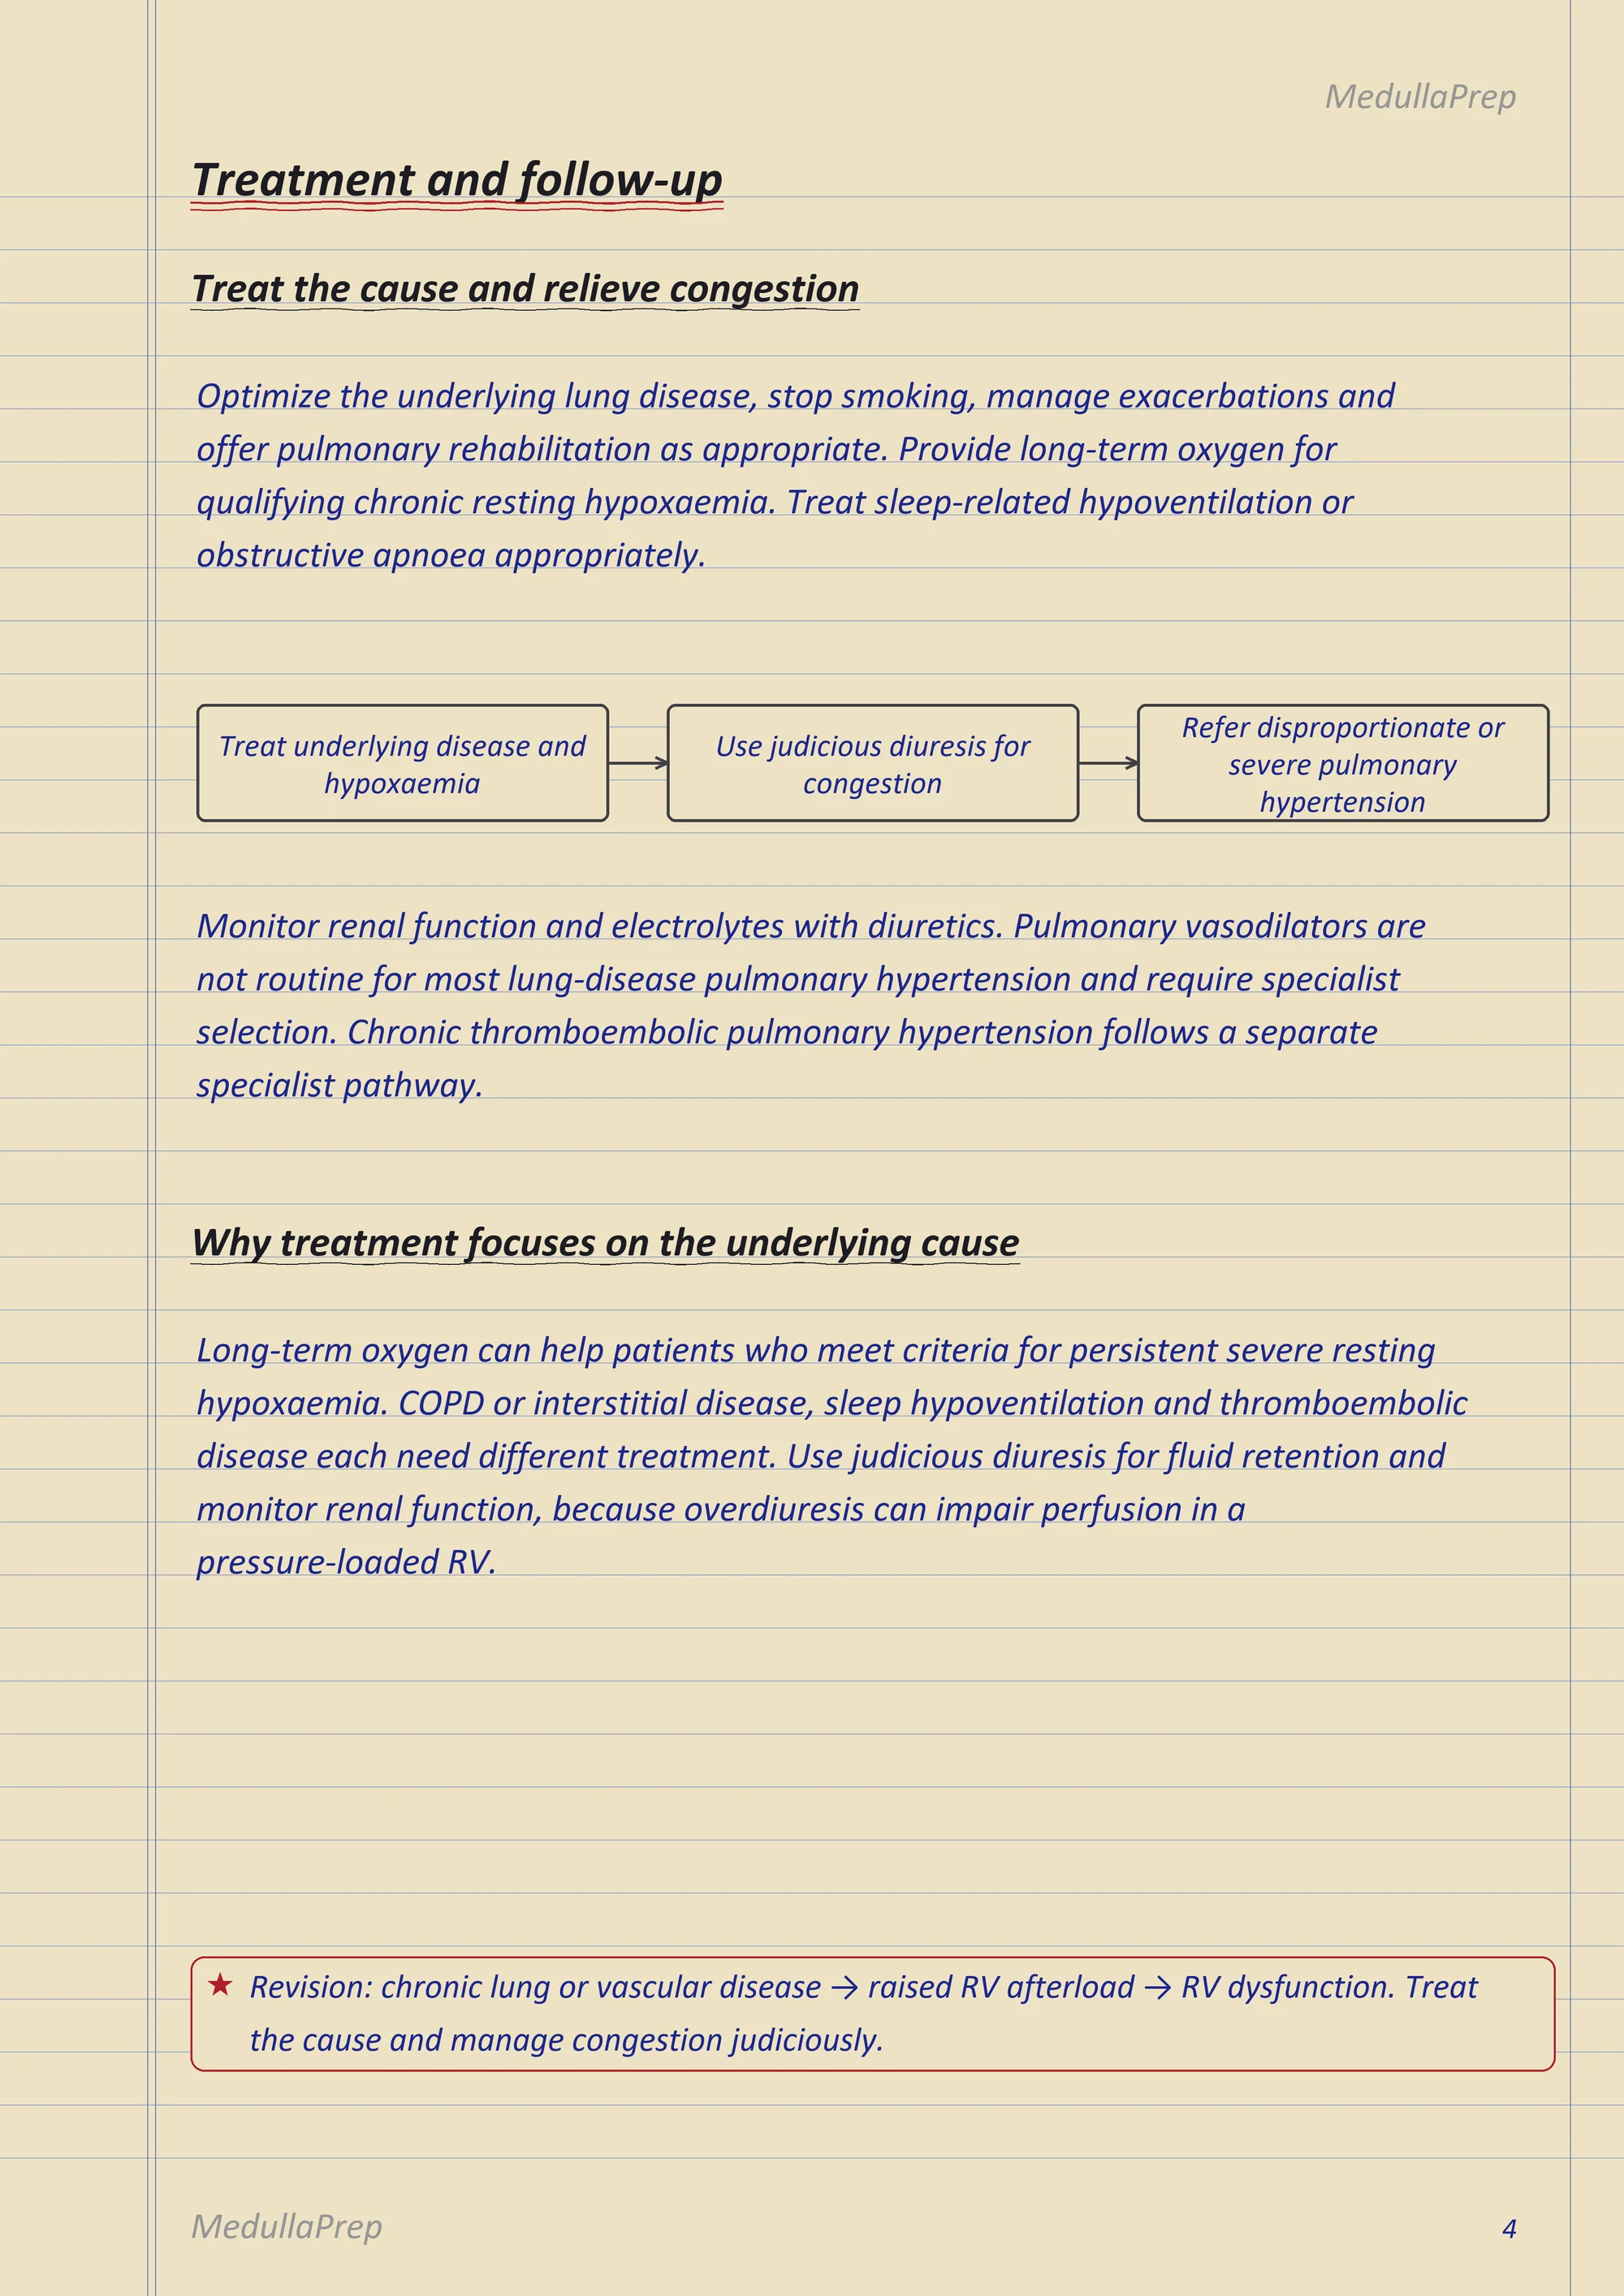 MedullaPrep
Treatment and follow-up
Treat the cause and relieve congestion
Optimize the underlying lung disease, stop smoking, manage exacerbations and
offer pulmonary rehabilitation as appropriate. Provide long-term oxygen for
qualifying chronic resting hypoxaemia. Treat sleep-related hypoventilation or
obstructive apnoea appropriately.
Treat underlying disease and
hypoxaemia
Use judicious diuresis for
congestion
Refer disproportionate or
severe pulmonary
hypertension
Monitor renal function and electrolytes with diuretics. Pulmonary vasodilators are
not routine for most lung-disease pulmonary hypertension and require specialist
selection. Chronic thromboembolic pulmonary hypertension follows a separate
specialist pathway.
Why treatment focuses on the underlying cause
Long-term oxygen can help patients who meet criteria for persistent severe resting
hypoxaemia. COPD or interstitial disease, sleep hypoventilation and thromboembolic
disease each need different treatment. Use judicious diuresis for fluid retention and
monitor renal function, because overdiuresis can impair perfusion in a
pressure-loaded RV.
★ Revision: chronic lung or vascular disease → raised RV afterload → RV dysfunction. Treat
the cause and manage congestion judiciously.
MedullaPrep
4